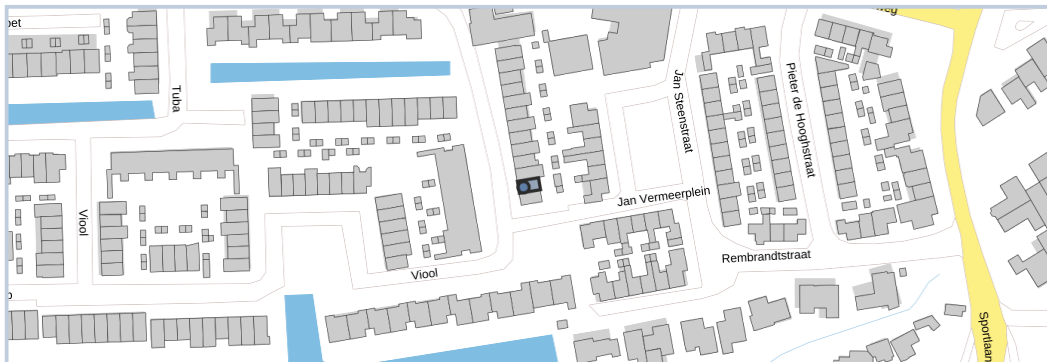 Tuba
Jan Steenstraat
Pieter de Hooghstraat
Jan Vermeerplein
Viool
Rembrandtstraat
Viool
Sportlaan